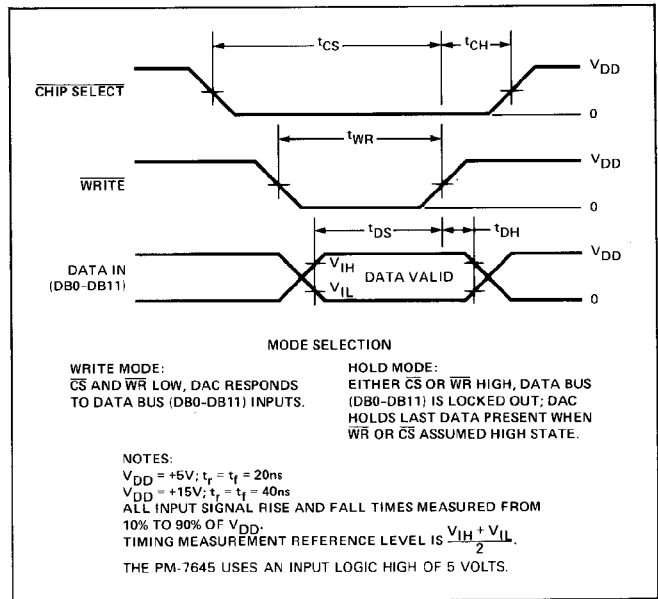 tCS
tCH
CHIP SELECT
VDD
0
tWR
WRITE
VDD
0
tDS
tDH
DATA IN
(DB0-DB11)
VIH
VIL
DATA VALID
VDD
0
MODE SELECTION
WRITE MODE:
CS AND WR LOW, DAC RESPONDS
TO DATA BUS (DB0-DB11) INPUTS.
HOLD MODE:
EITHER CS OR WR HIGH, DATA BUS
(DB0-DB11) IS LOCKED OUT; DAC
HOLDS LAST DATA PRESENT WHEN
WR OR CS ASSUMED HIGH STATE.
NOTES:
VDD = +5V; tr = tf = 20ns
VDD = +15V; tr = tf = 40ns
ALL INPUT SIGNAL RISE AND FALL TIMES MEASURED FROM
10% TO 90% OF VDD.
TIMING MEASUREMENT REFERENCE LEVEL IS VIH + VIL / 2.
THE PM-7645 USES AN INPUT LOGIC HIGH OF 5 VOLTS.